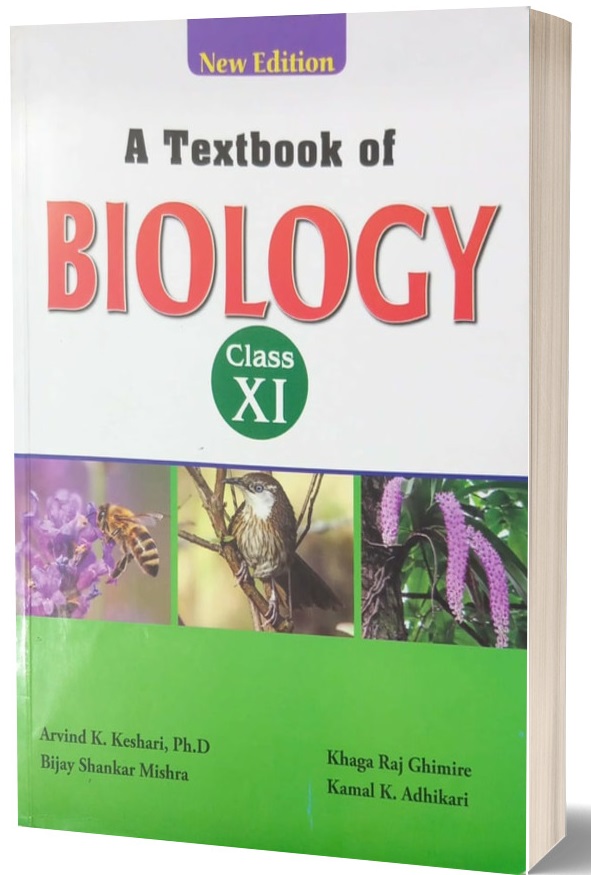 New Edition
A Textbook of
BIOLOGY
Class
XI
Arvind K. Keshari, Ph.D
Bijay Shankar Mishra
Khaga Raj Ghimire
Kamal K. Adhikari